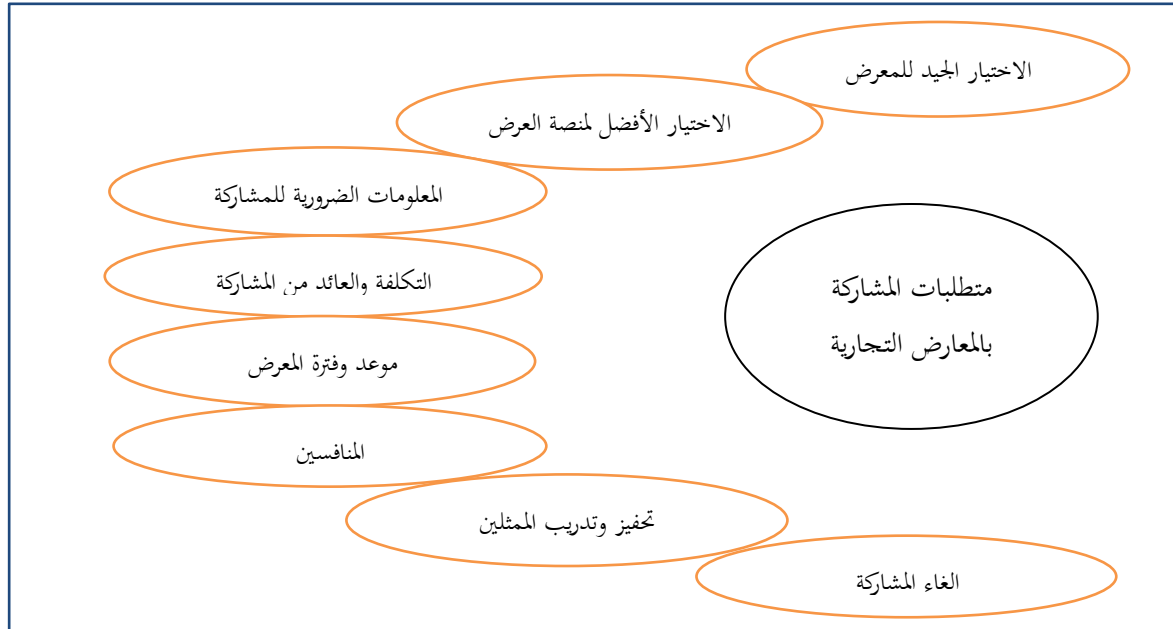 الاختيار الجيد للمعرض
الاختيار الأفضل لمنصة العرض
المعلومات الضرورية للمشاركة
التكلفة والعائد من المشاركة
متطلبات المشاركة
بالمعارض التجارية
موعد وفترة المعرض
المنافسين
تحفيز وتدريب الممثلين
الغاء المشاركة